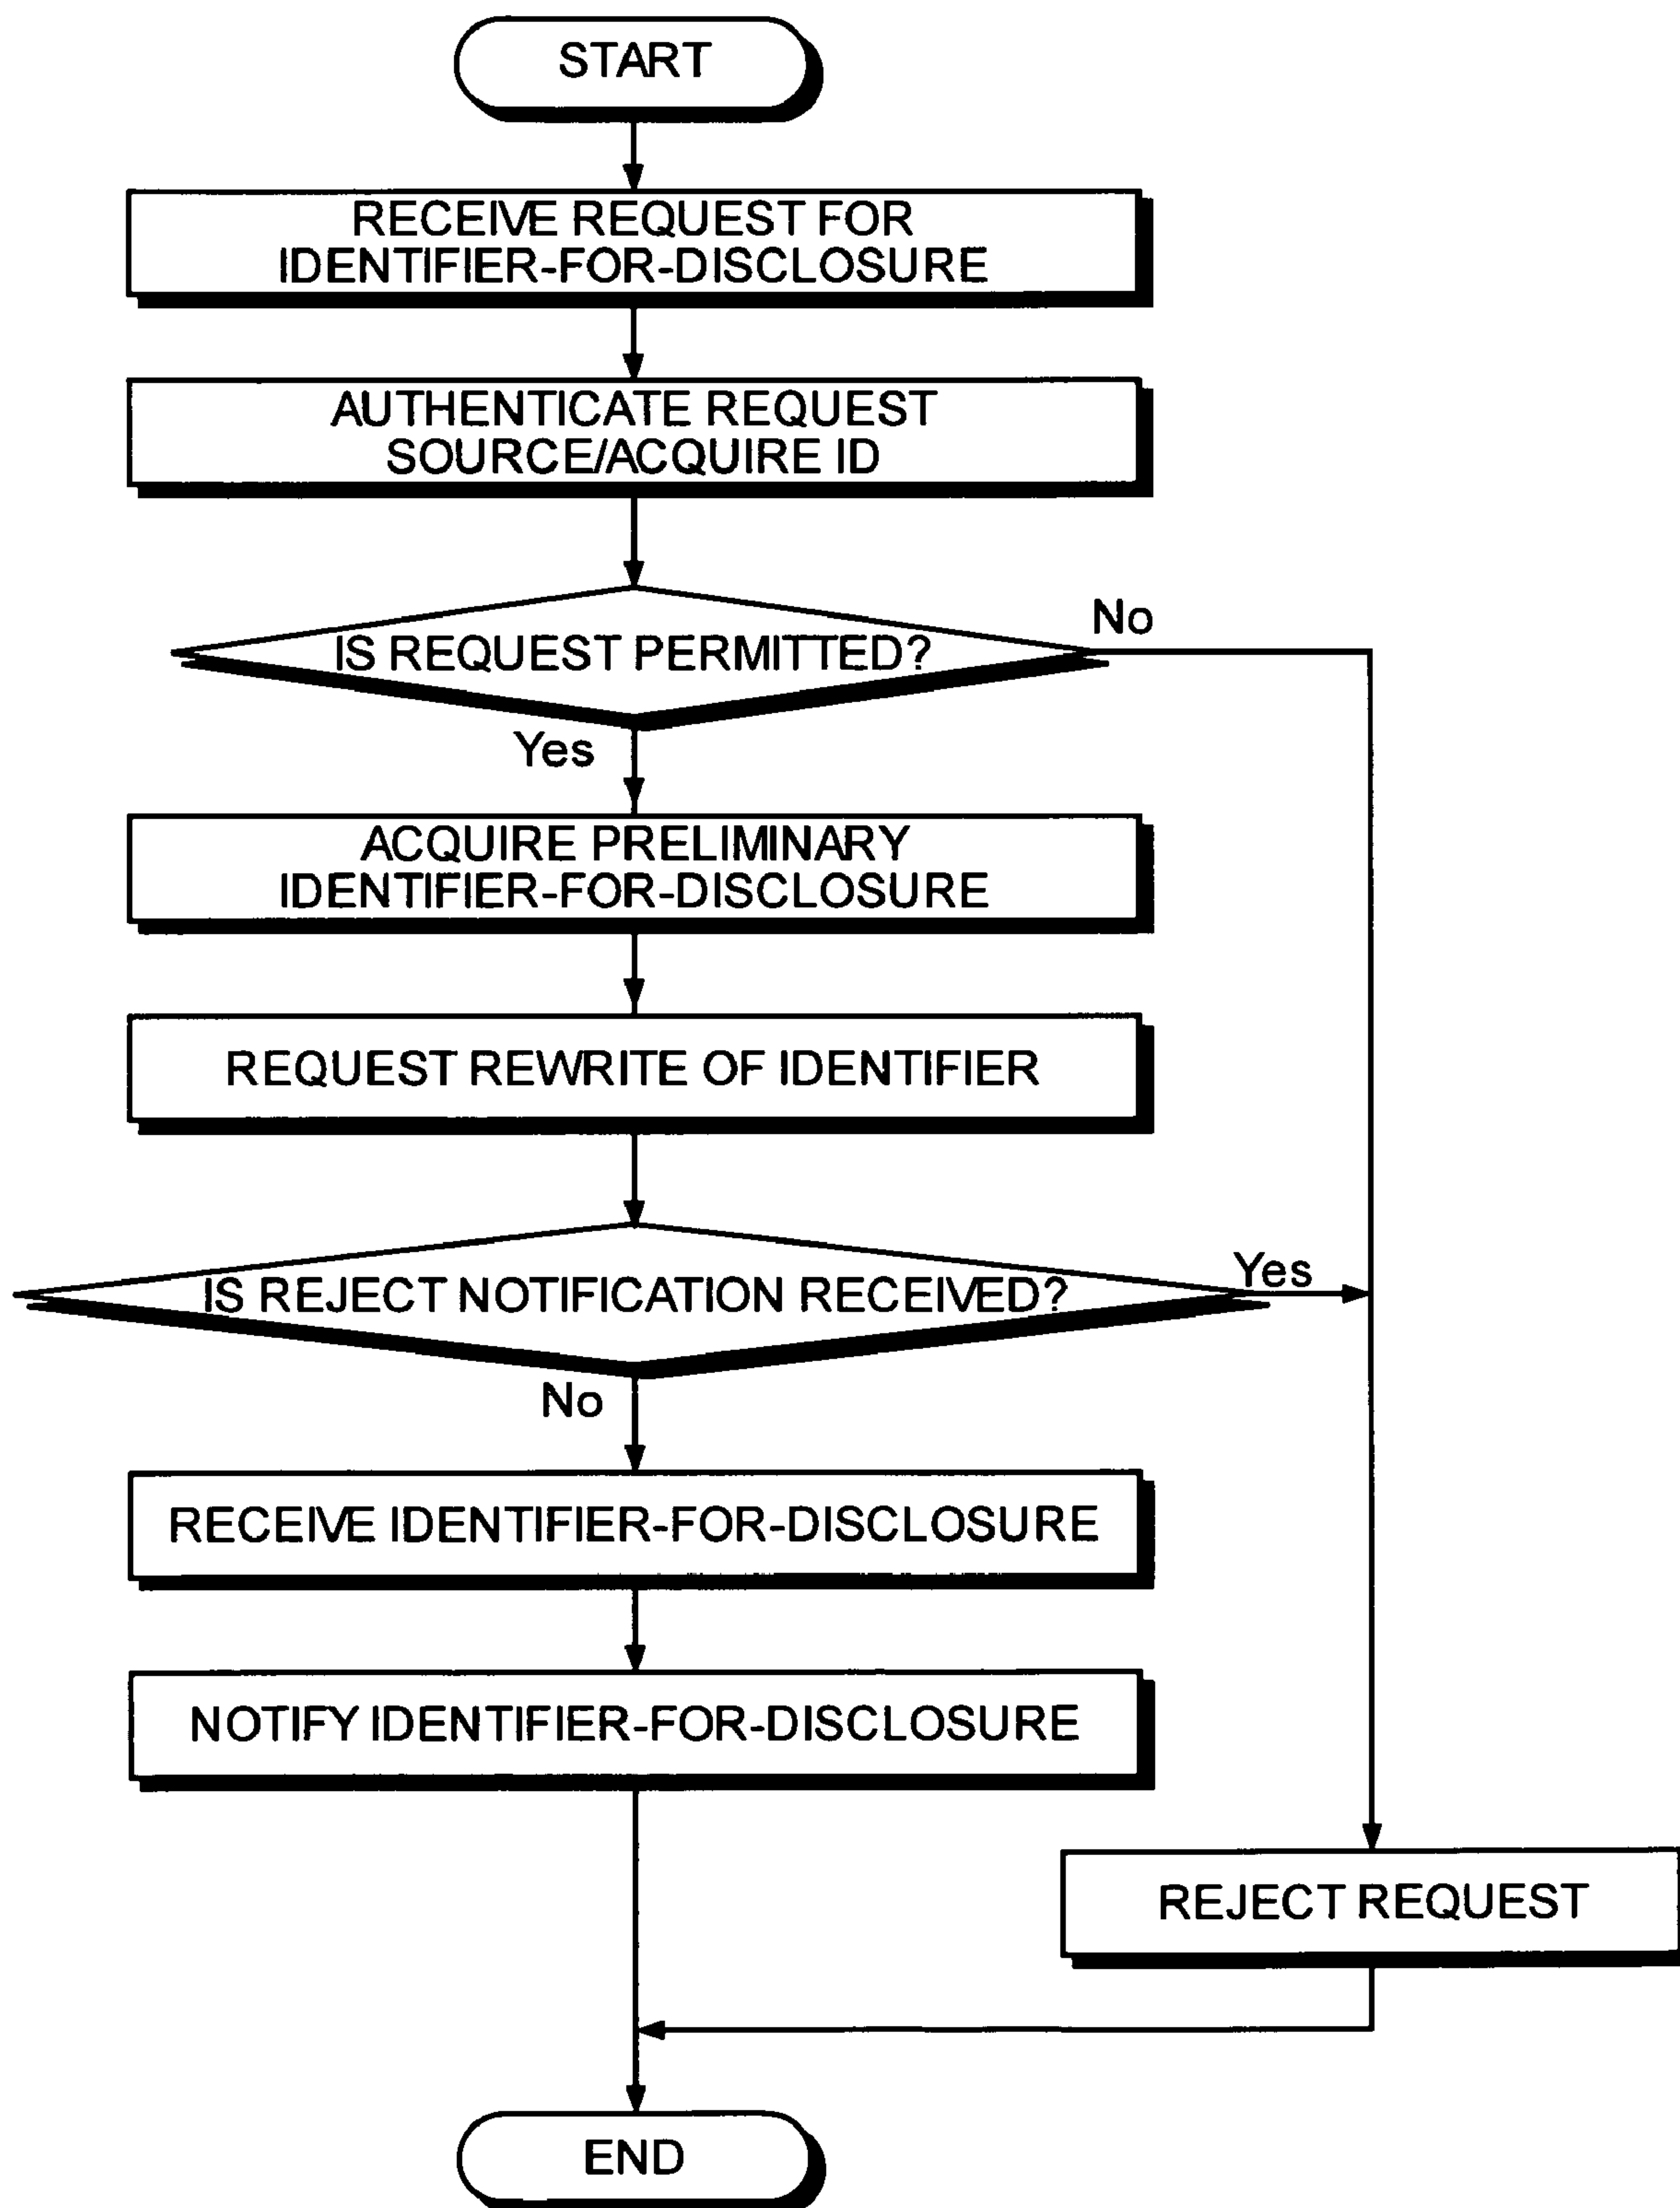 START
RECEIVE REQUEST FOR
IDENTIFIER-FOR-DISCLOSURE
AUTHENTICATE REQUEST
SOURCE/ACQUIRE ID
IS REQUEST PERMITTED?
No
Yes
ACQUIRE PRELIMINARY
IDENTIFIER-FOR-DISCLOSURE
REQUEST REWRITE OF IDENTIFIER
IS REJECT NOTIFICATION RECEIVED?
Yes
No
RECEIVE IDENTIFIER-FOR-DISCLOSURE
NOTIFY IDENTIFIER-FOR-DISCLOSURE
REJECT REQUEST
END